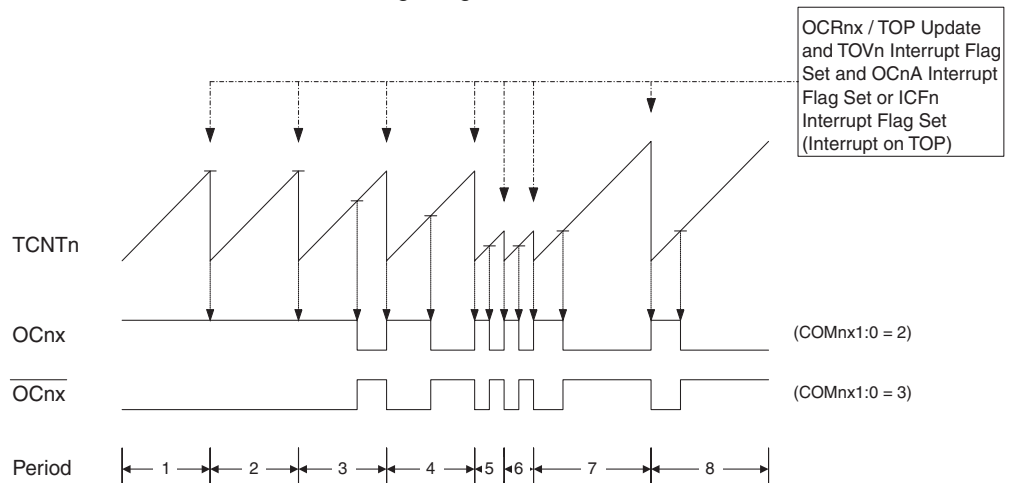 OCRnx / TOP Update
and TOVn Interrupt Flag
Set and OCnA Interrupt
Flag Set or ICFn
Interrupt Flag Set
(Interrupt on TOP)
TCNTn
OCnx
(COMnx1:0 = 2)
OCnx
(COMnx1:0 = 3)
Period
1 2 3 4 5 6 7 8